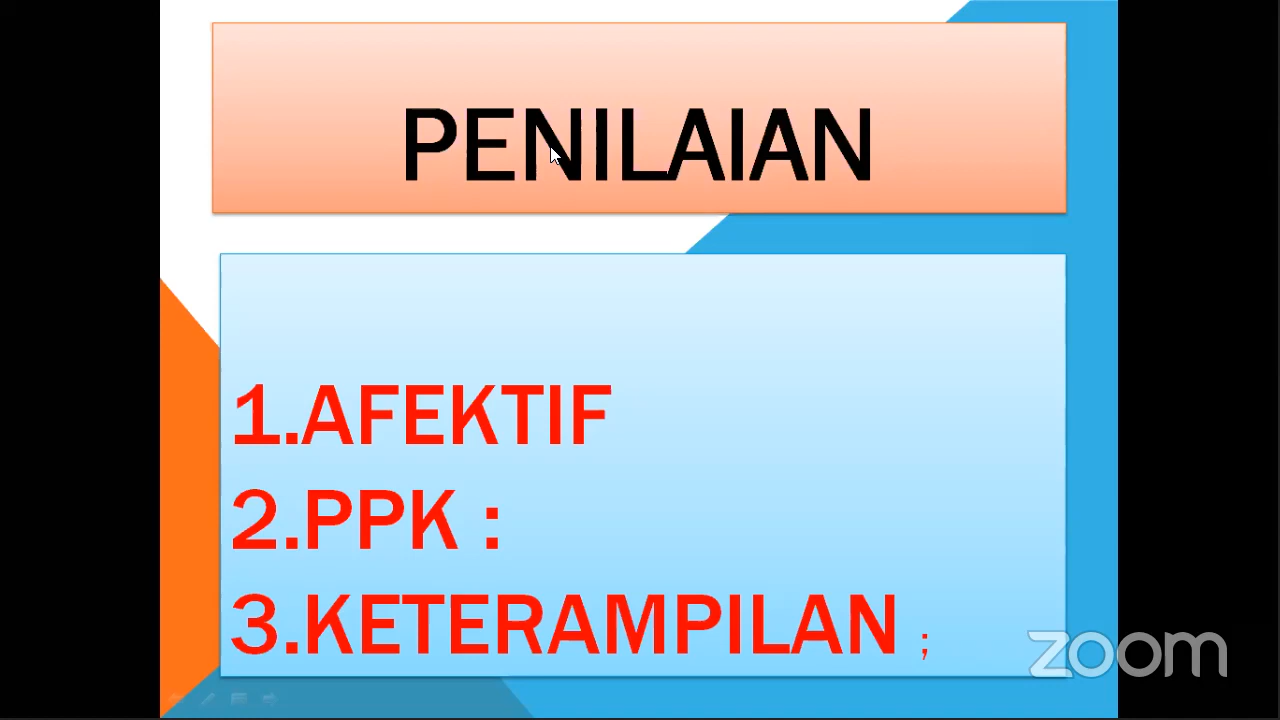 PENILAIAN
1.AFEKTIF
2.PPK :
3.KETERAMPILAN ;
zoom